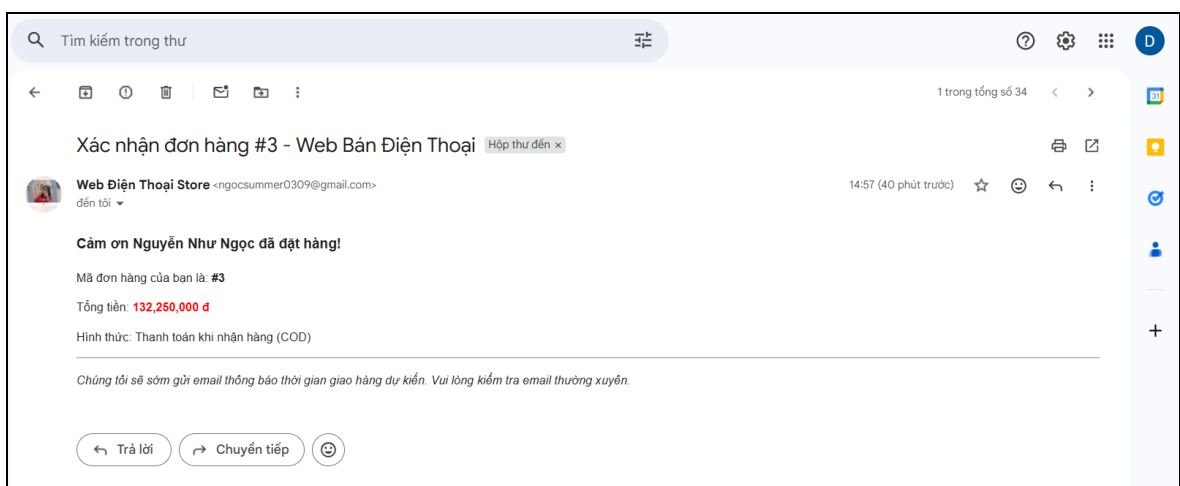 Tìm kiếm trong thư
D
1 trong tổng số 34
31
Xác nhận đơn hàng #3 - Web Bán Điện Thoại Hộp thư đến ×
Web Điện Thoại Store <ngocsummer0309@gmail.com> 14:57 (40 phút trước)
đến tôi
Cảm ơn Nguyễn Như Ngọc đã đặt hàng!
Mã đơn hàng của bạn là: #3
Tổng tiền: 132,250,000 đ
Hình thức: Thanh toán khi nhận hàng (COD)
Chúng tôi sẽ sớm gửi email thông báo thời gian giao hàng dự kiến. Vui lòng kiểm tra email thường xuyên.
Trả lời Chuyển tiếp